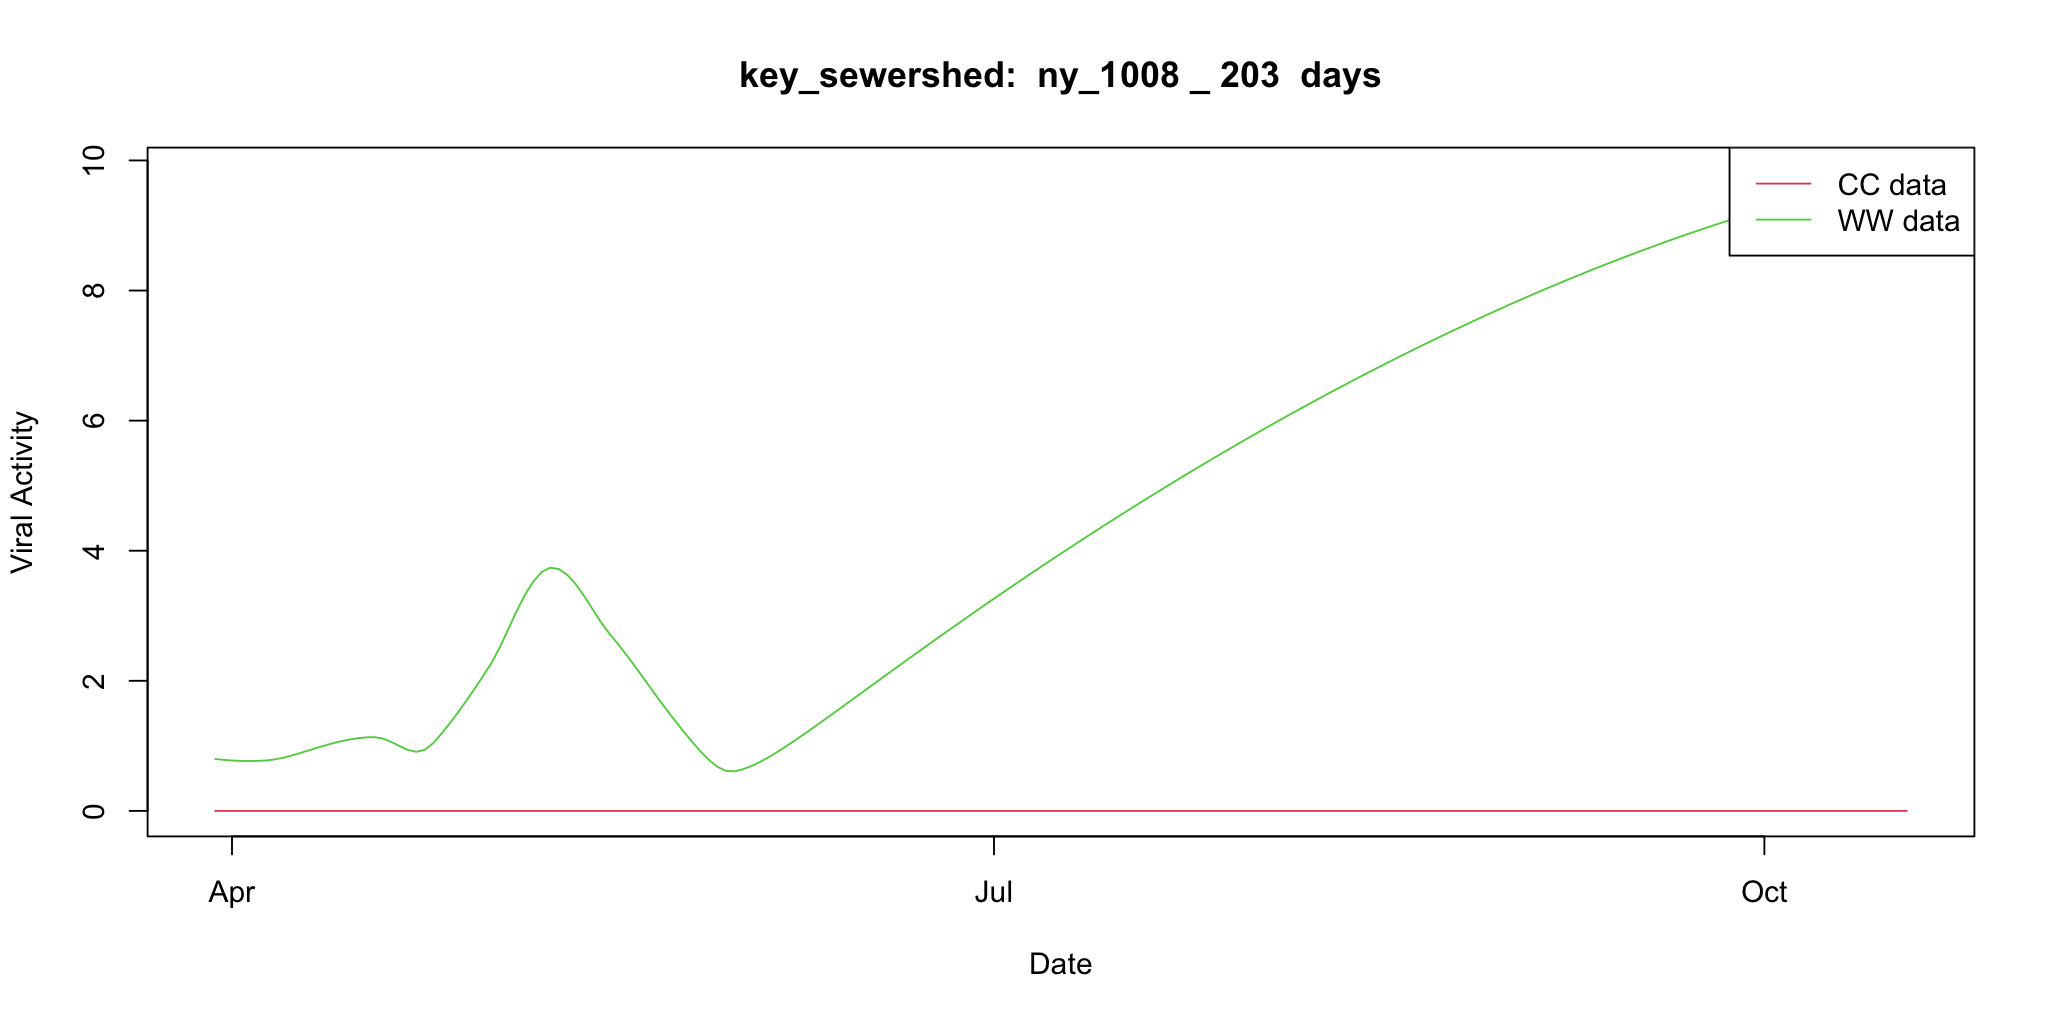 key_sewershed:  ny_1008 _ 203  days
10
8
6
4
2
0
Viral Activity
CC data
WW data
Apr
Jul
Oct
Date